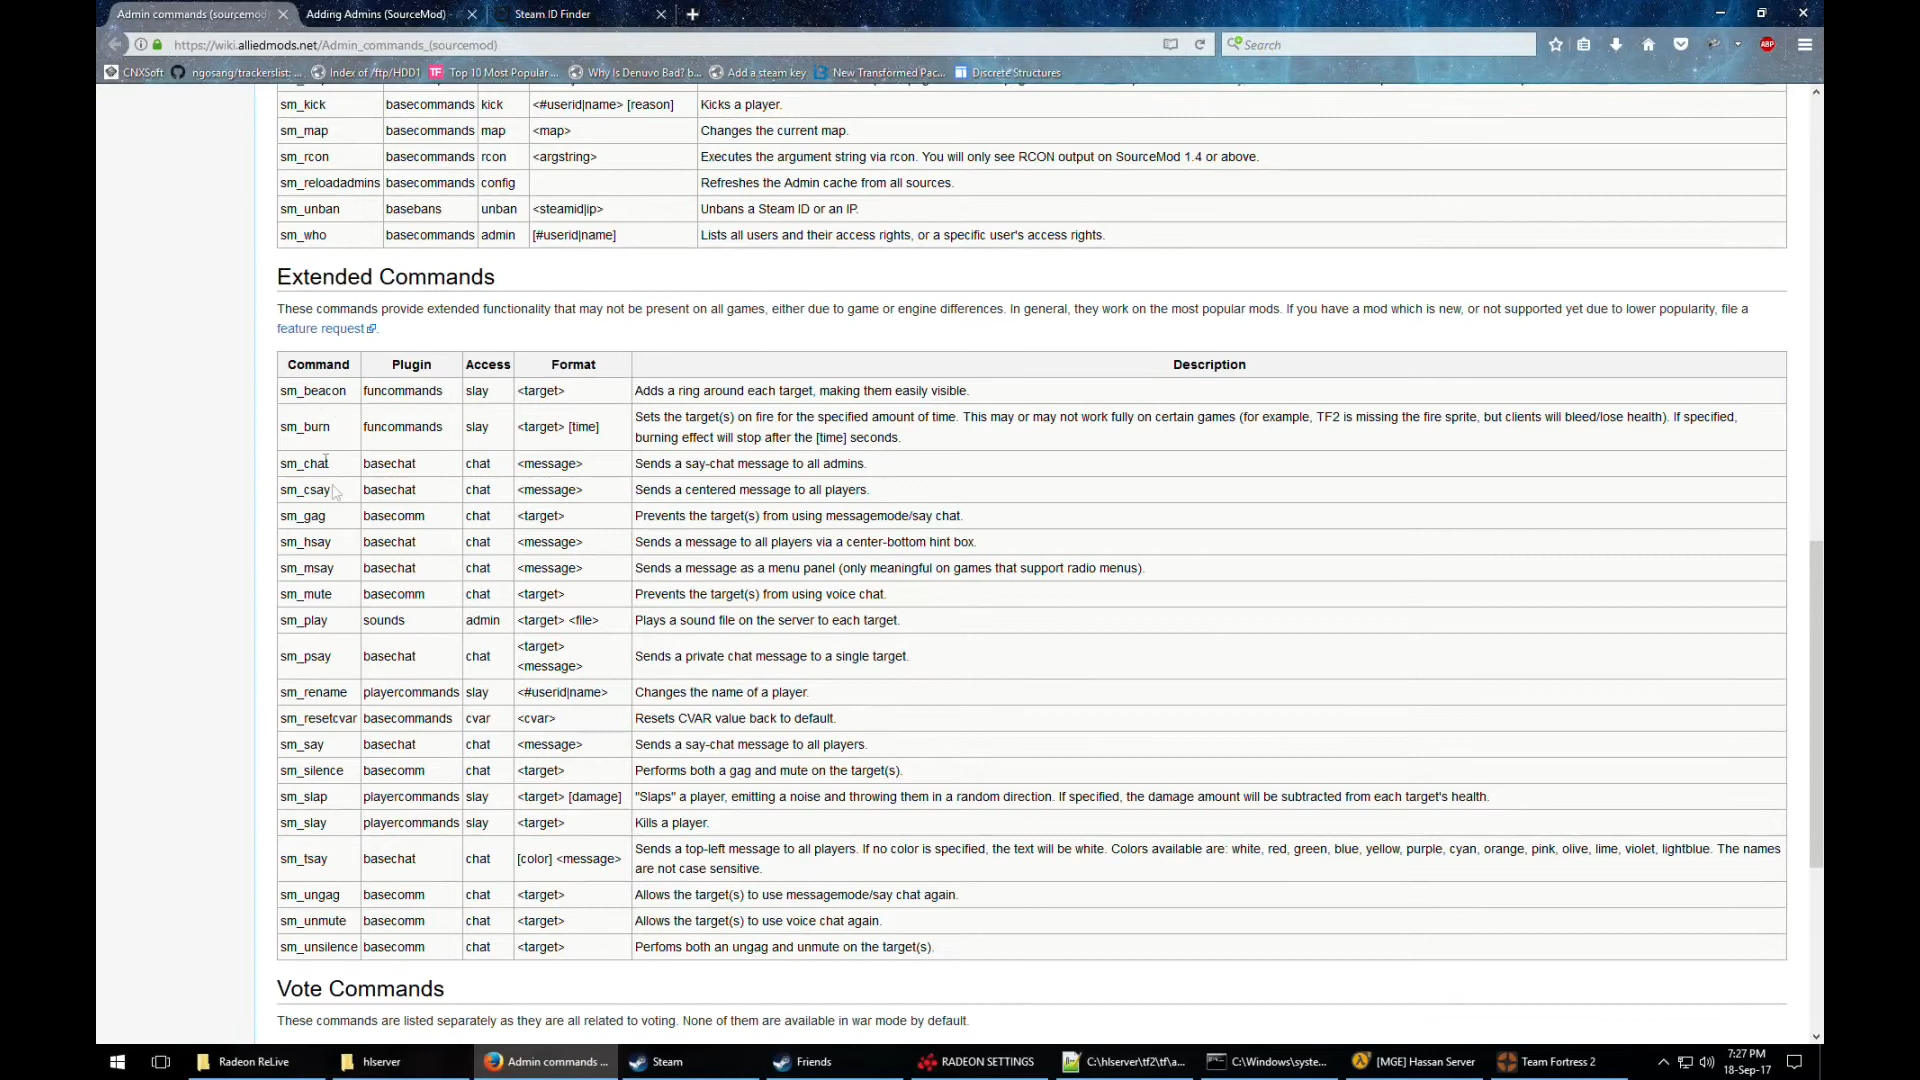 Admin commands (sourcemod)
Adding Admins (SourceMod)
Steam ID Finder
https://wiki.alliedmods.net/Admin_commands_(sourcemod)
Search
ABP
CNXSoft
ngosang/trackerslist: ...
Index of /ftp/HDD1
TF Top 10 Most Popular ...
Why Is Denuvo Bad? b...
Add a steam key
New Transformed Pac...
Discrete Structures
sm_kick basecommands kick <#userid|name> [reason] Kicks a player.
sm_map basecommands map <map> Changes the current map.
sm_rcon basecommands rcon <argstring> Executes the argument string via rcon. You will only see RCON output on SourceMod 1.4 or above.
sm_reloadadmins basecommands config Refreshes the Admin cache from all sources.
sm_unban basebans unban <steamid|ip> Unbans a Steam ID or an IP.
sm_who basecommands admin [#userid|name] Lists all users and their access rights, or a specific user's access rights.
Extended Commands
These commands provide extended functionality that may not be present on all games, either due to game or engine differences. In general, they work on the most popular mods. If you have a mod which is new, or not supported yet due to lower popularity, file a
feature request.
Command Plugin Access Format Description
sm_beacon funcommands slay <target> Adds a ring around each target, making them easily visible.
sm_burn funcommands slay <target> [time] Sets the target(s) on fire for the specified amount of time. This may or may not work fully on certain games (for example, TF2 is missing the fire sprite, but clients will bleed/lose health). If specified,
burning effect will stop after the [time] seconds.
sm_chat basechat chat <message> Sends a say-chat message to all admins.
sm_csay basechat chat <message> Sends a centered message to all players.
sm_gag basecomm chat <target> Prevents the target(s) from using messagemode/say chat.
sm_hsay basechat chat <message> Sends a message to all players via a center-bottom hint box.
sm_msay basechat chat <message> Sends a message as a menu panel (only meaningful on games that support radio menus).
sm_mute basecomm chat <target> Prevents the target(s) from using voice chat.
sm_play sounds admin <target> <file> Plays a sound file on the server to each target.
sm_psay basechat chat <target>
<message> Sends a private chat message to a single target.
sm_rename playercommands slay <#userid|name> Changes the name of a player.
sm_resetcvar basecommands cvar <cvar> Resets CVAR value back to default.
sm_say basechat chat <message> Sends a say-chat message to all players.
sm_silence basecomm chat <target> Performs both a gag and mute on the target(s).
sm_slap playercommands slay <target> [damage] "Slaps" a player, emitting a noise and throwing them in a random direction. If specified, the damage amount will be subtracted from each target's health.
sm_slay playercommands slay <target> Kills a player.
sm_tsay basechat chat [color] <message> Sends a top-left message to all players. If no color is specified, the text will be white. Colors available are: white, red, green, blue, yellow, purple, cyan, orange, pink, olive, lime, violet, lightblue. The names
are not case sensitive.
sm_ungag basecomm chat <target> Allows the target(s) to use messagemode/say chat again.
sm_unmute basecomm chat <target> Allows the target(s) to use voice chat again.
sm_unsilence basecomm chat <target> Perfoms both an ungag and unmute on the target(s).
Vote Commands
These commands are listed separately as they are all related to voting. None of them are available in war mode by default.
Radeon ReLive
hlserver
Admin commands ...
Steam
Friends
RADEON SETTINGS
C:\hlserver\tf2\tf\a...
C:\Windows\syste...
[MGE] Hassan Server
Team Fortress 2
7:27 PM
18-Sep-17